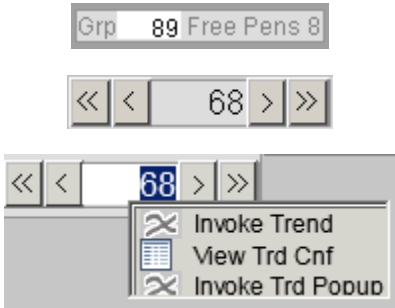 Grp 89 Free Pens 8
<< < 68 > >>
<< < 68 > >>
Invoke Trend
View Trd Cnf
Invoke Trd Popup